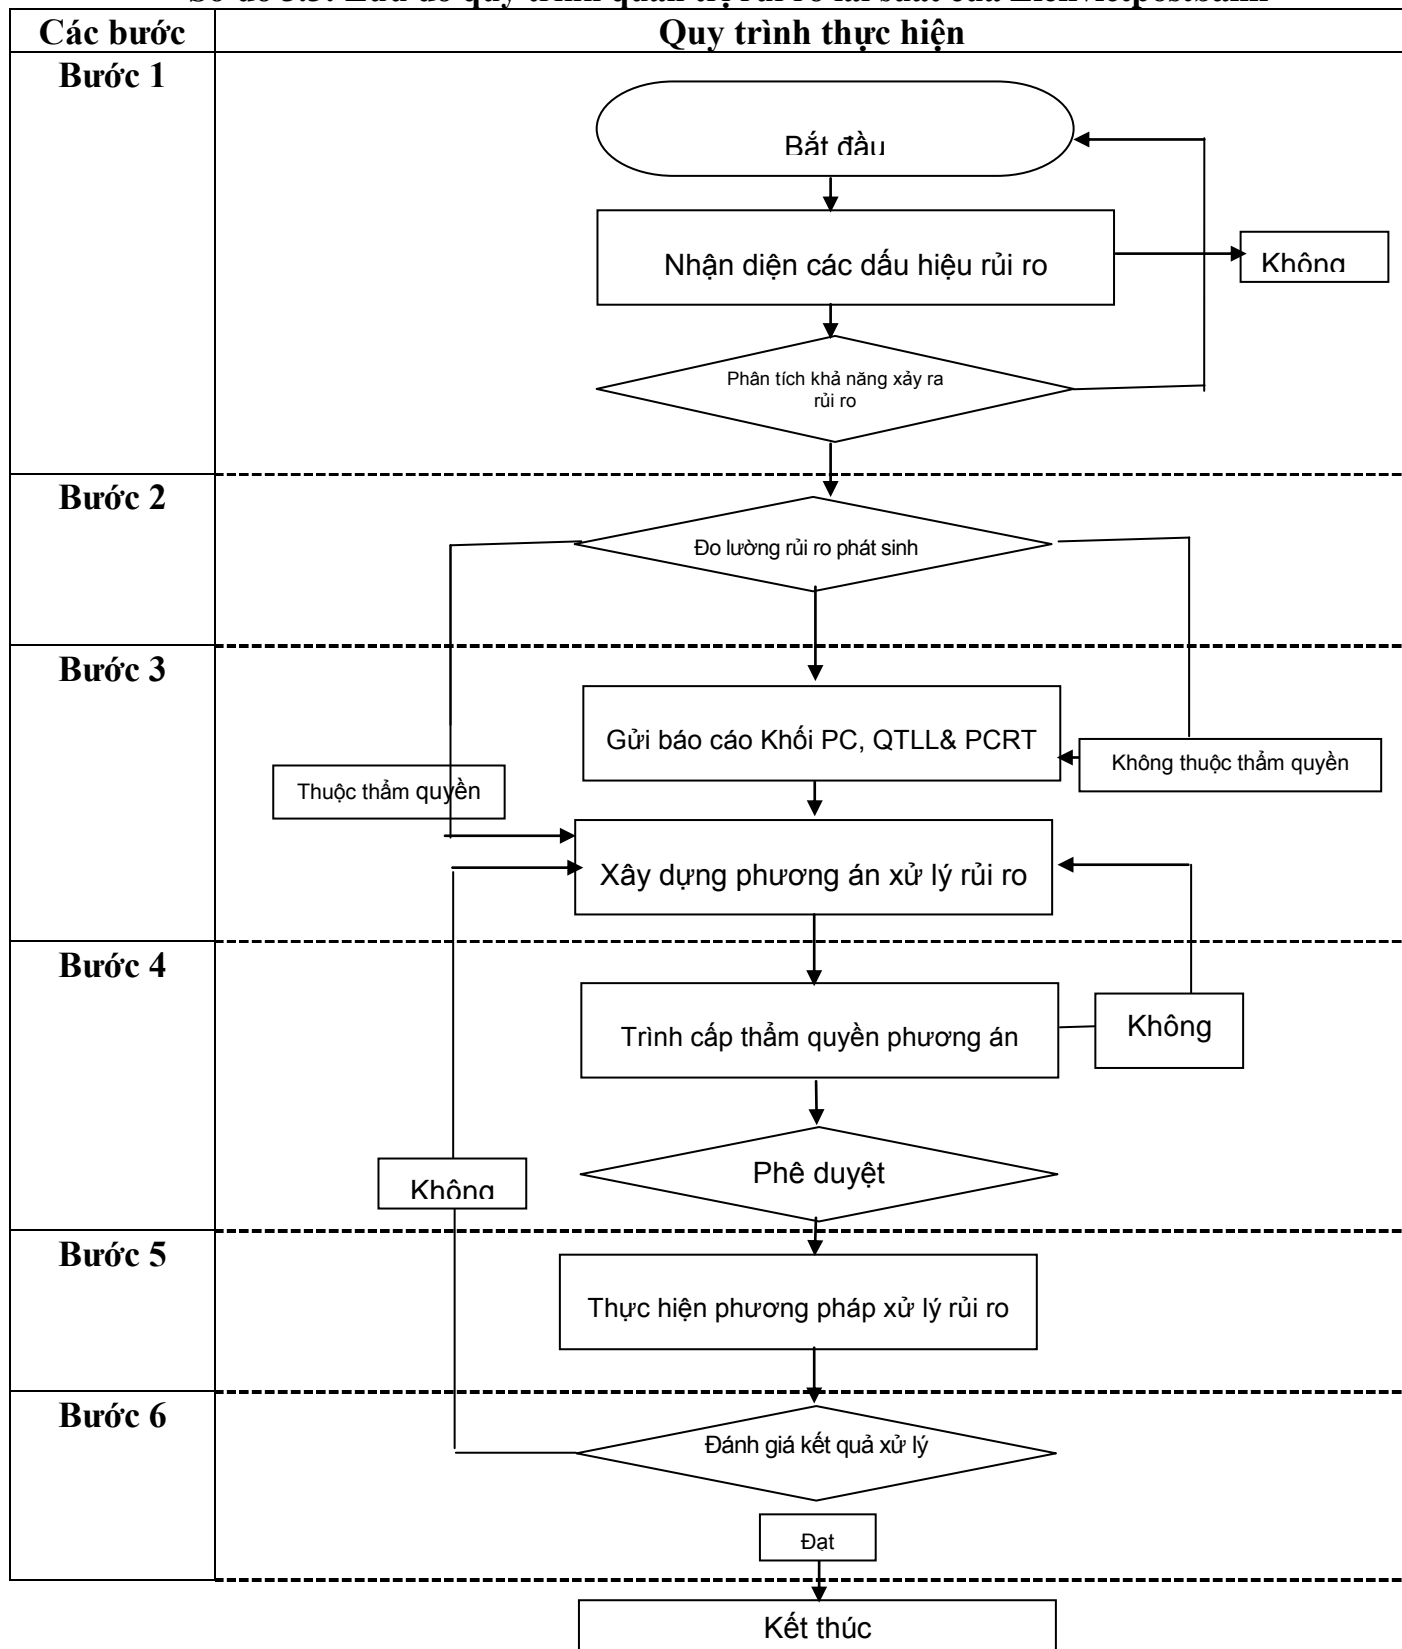 Các bước
Quy trình thực hiện
Bước 1
Bắt đầu
Nhận diện các dấu hiệu rủi ro
Không
Phân tích khả năng xảy ra
rủi ro
Bước 2
Đo lường rủi ro phát sinh
Bước 3
Gửi báo cáo Khối PC, QTLL& PCRT
Không thuộc thẩm quyền
Thuộc thẩm quyền
Xây dựng phương án xử lý rủi ro
Bước 4
Trình cấp thẩm quyền phương án
Không
Phê duyệt
Không
Bước 5
Thực hiện phương pháp xử lý rủi ro
Bước 6
Đánh giá kết quả xử lý
Đạt
Kết thúc